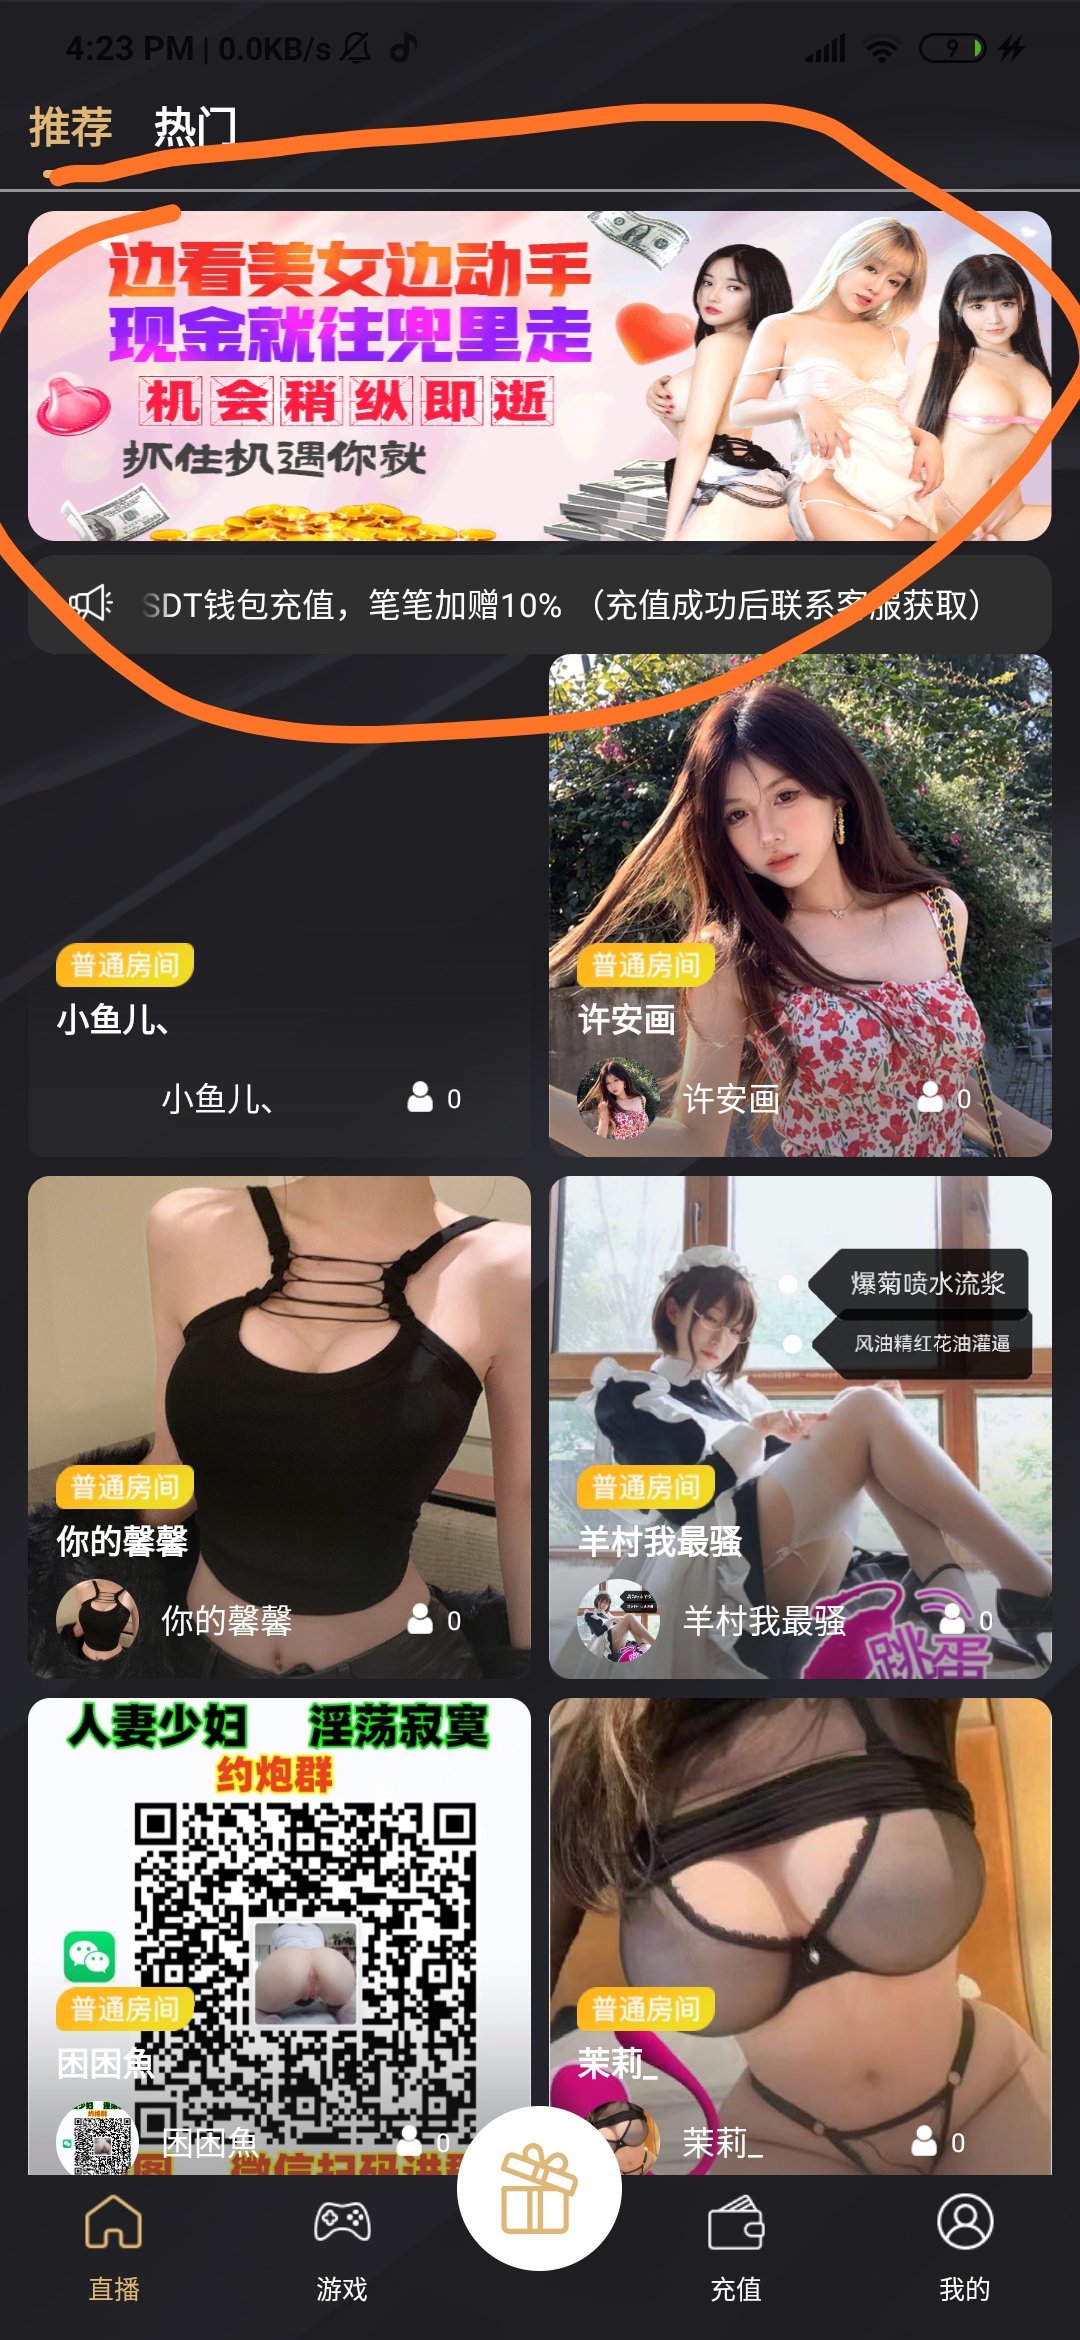 4:23 PM | 0.0KB/s
9
推荐 热门
边看美女边动手
现金就往兜里走
机会稍纵即逝
抓住机遇你就
SDT钱包充值，笔笔加赠10% （充值成功后联系客服获取）
普通房间
小鱼儿、
小鱼儿、 0
普通房间
许安画
许安画 0
普通房间
你的馨馨
你的馨馨 0
爆菊喷水流浆
风油精红花油灌逼
普通房间
羊村我最骚
羊村我最骚 0
跳蛋
人妻少妇 淫荡寂寞
约炮群
普通房间
困困魚
困困魚 0
普通房间
茉莉_
茉莉_ 0
直播
游戏
充值
我的